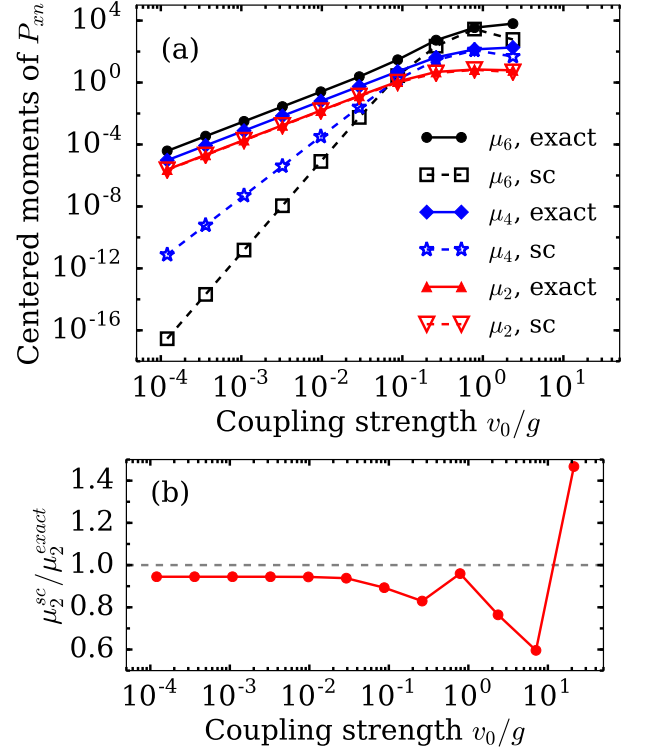 Centered moments of P_xn
10^4
10^0
10^-4
10^-8
10^-12
10^-16
(a)
μ_6, exact
μ_6, sc
μ_4, exact
μ_4, sc
μ_2, exact
μ_2, sc
10^-4 10^-3 10^-2 10^-1 10^0 10^1
Coupling strength v_0/g
μ_2^sc/μ_2^exact
1.4
1.2
1.0
0.8
0.6
(b)
10^-4 10^-3 10^-2 10^-1 10^0 10^1
Coupling strength v_0/g